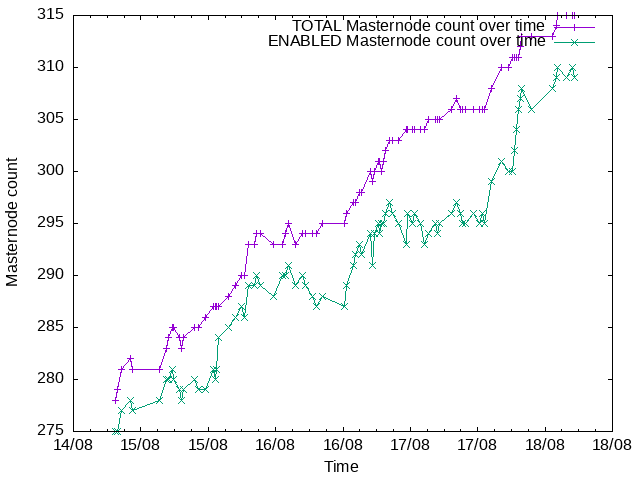 TOTAL Masternode count over time
ENABLED Masternode count over time
Masternode count
315
310
305
300
295
290
285
280
275
14/08 15/08 15/08 16/08 16/08 17/08 17/08 18/08 18/08
Time